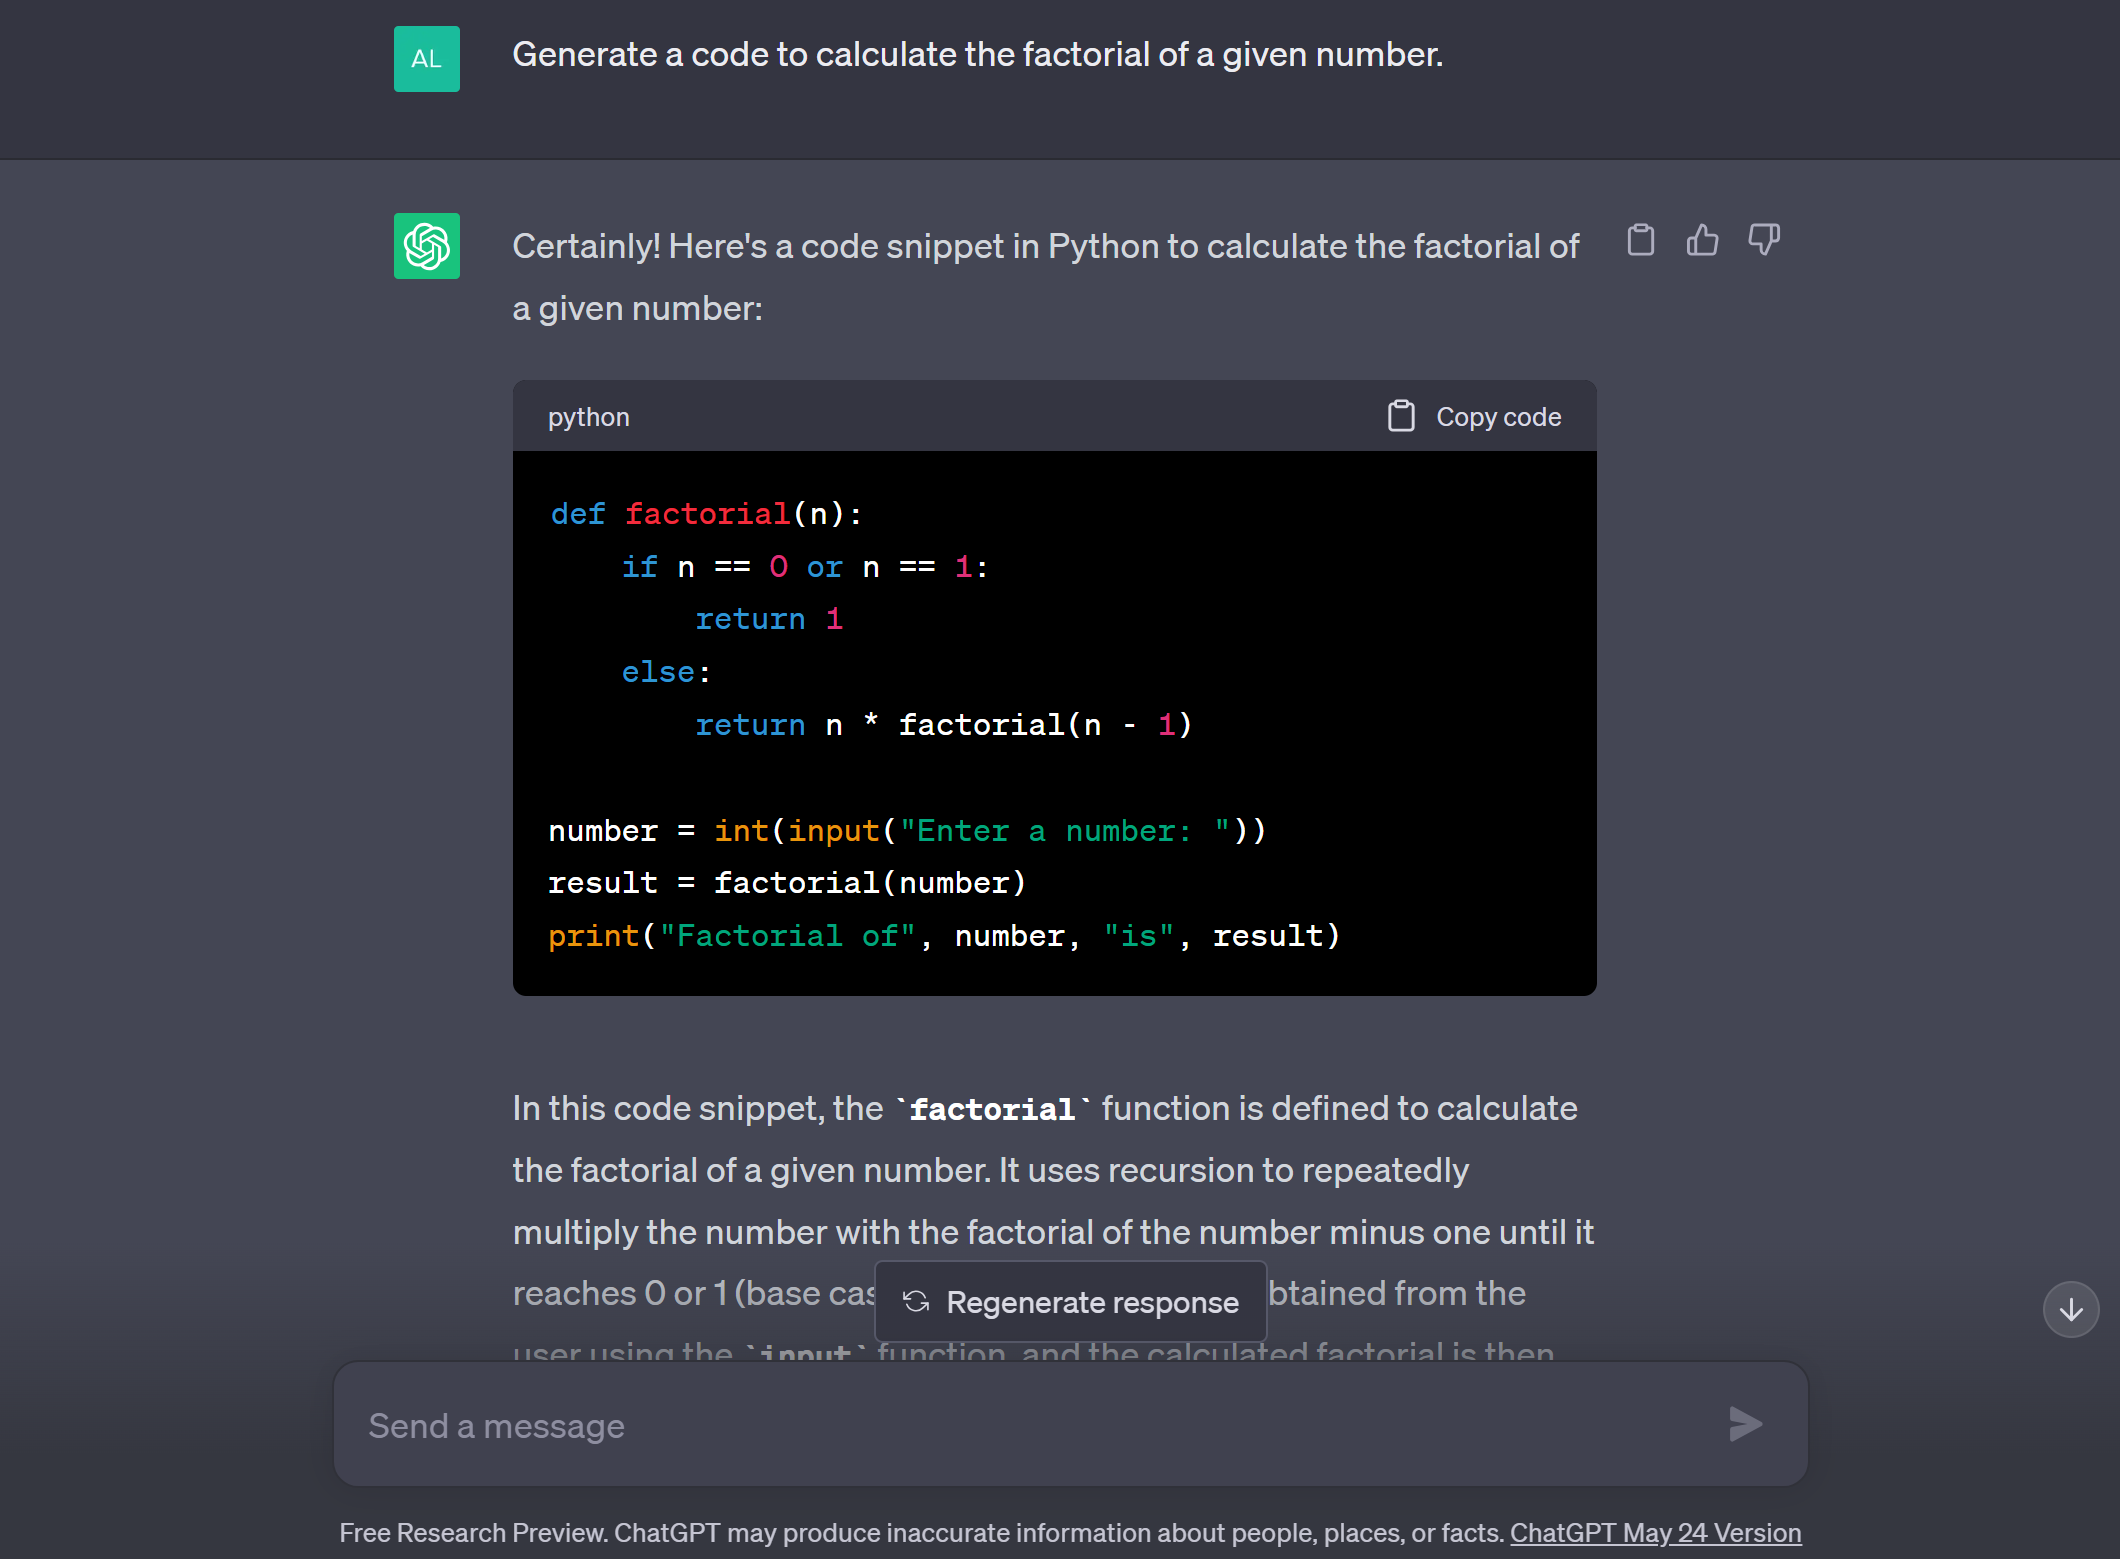 AL
Generate a code to calculate the factorial of a given number.
Certainly! Here's a code snippet in Python to calculate the factorial of
a given number:
python
Copy code
def factorial(n):
    if n == 0 or n == 1:
        return 1
    else:
        return n * factorial(n - 1)
number = int(input("Enter a number: "))
result = factorial(number)
print("Factorial of", number, "is", result)
In this code snippet, the `factorial` function is defined to calculate
the factorial of a given number. It uses recursion to repeatedly
multiply the number with the factorial of the number minus one until it
reaches 0 or 1 (base from the
Regenerate response
user using the `input` function, and the calculated factorial is then
Send a message
Free Research Preview. ChatGPT may produce inaccurate information about people, places, or facts. ChatGPT May 24 Version